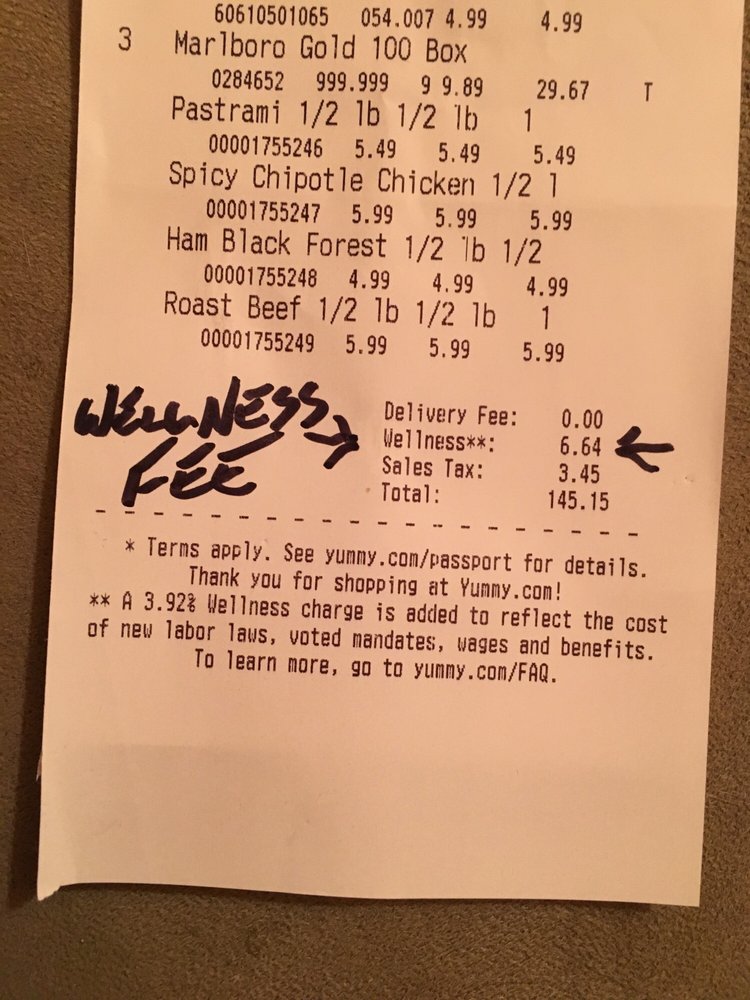 60610501065 054.007 4.99 4.99
3 Marlboro Gold 100 Box
0284652 999.999 9 9.89 29.67 T
Pastrami 1/2 lb 1/2 lb 1
00001755246 5.49 5.49 5.49
Spicy Chipotle Chicken 1/2 l
00001755247 5.99 5.99 5.99
Ham Black Forest 1/2 lb 1/2
00001755248 4.99 4.99 4.99
Roast Beef 1/2 lb 1/2 lb 1
00001755249 5.99 5.99 5.99
WELLNESS
FEE
Delivery Fee: 0.00
Wellness**: 6.64
Sales Tax: 3.45
Total: 145.15
* Terms apply. See yummy.com/passport for details.
Thank you for shopping at Yummy.com!
** A 3.92% Wellness charge is added to reflect the cost
of new labor laws, voted mandates, wages and benefits.
To learn more, go to yummy.com/FAQ.